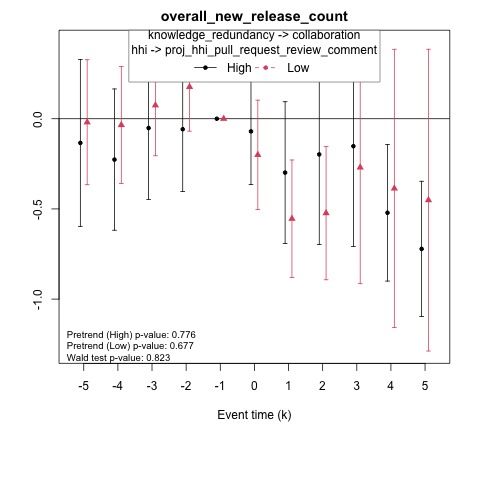 overall_new_release_count
knowledge_redundancy -> collaboration
hhi -> proj_hhi_pull_request_review_comment
High Low
0.0
-0.5
-1.0
Pretrend (High) p-value: 0.776
Pretrend (Low) p-value: 0.677
Wald test p-value: 0.823
-5 -4 -3 -2 -1 0 1 2 3 4 5
Event time (k)